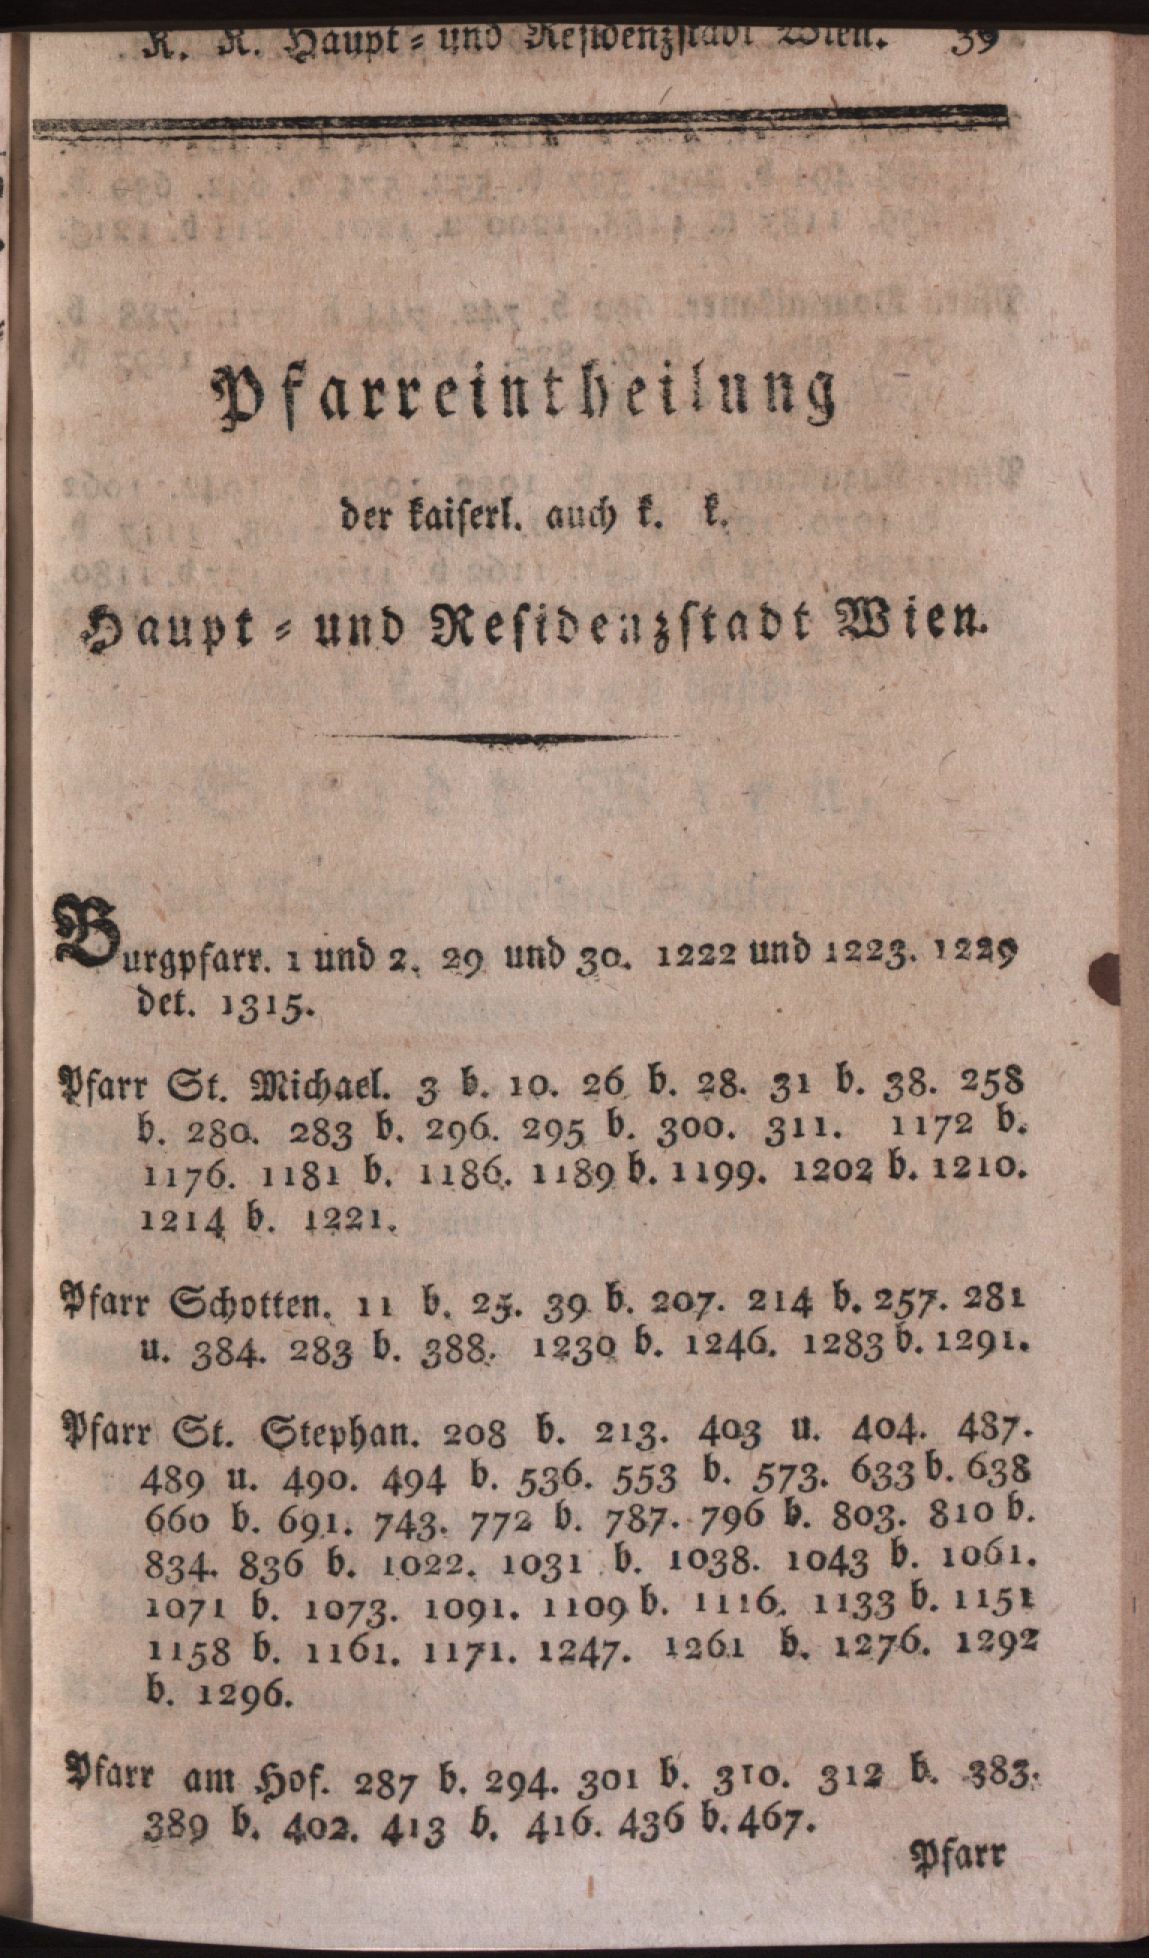 K. K. Haupt- und Residenzstadt Wien. 39
Pfarreintheilung
der kaiserl. auch k. k.
Haupt- und Residenzstadt Wien.
Burgpfarr. 1 und 2. 29 und 30. 1222 und 1223. 1229
det. 1315.
Pfarr St. Michael. 3 b. 10. 26 b. 28. 31 b. 38. 258
b. 280. 283 b. 296. 295 b. 300. 311. 1172 b.
1176. 1181 b. 1186. 1189 b. 1199. 1202 b. 1210.
1214 b. 1221.
Pfarr Schotten. 11 b. 25. 39 b. 207. 214 b. 257. 281
u. 384. 283 b. 388. 1230 b. 1246. 1283 b. 1291.
Pfarr St. Stephan. 208 b. 213. 403 u. 404. 487.
489 u. 490. 494 b. 536. 553 b. 573. 633 b. 638
660 b. 691. 743. 772 b. 787. 796 b. 803. 810 b.
834. 836 b. 1022. 1031 b. 1038. 1043 b. 1061.
1071 b. 1073. 1091. 1109 b. 1116. 1133 b. 1151
1158 b. 1161. 1171. 1247. 1261 b. 1276. 1292
b. 1296.
Pfarr am Hof. 287 b. 294. 301 b. 310. 312 b. 383.
389 b. 402. 413 b. 416. 436 b. 467.
Pfarr